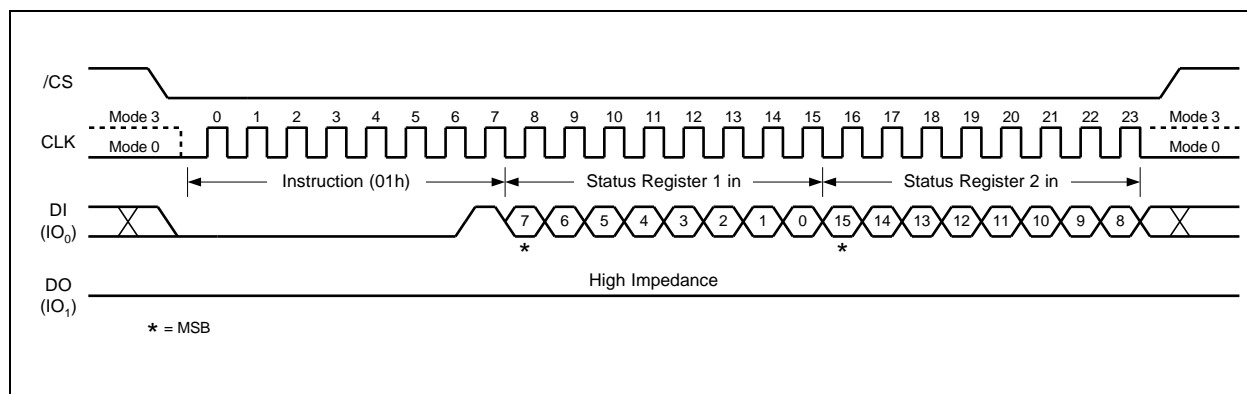 /CS
Mode 3 0 1 2 3 4 5 6 7 8 9 10 11 12 13 14 15 16 17 18 19 20 21 22 23 Mode 3
CLK
Mode 0 Mode 0
Instruction (01h) Status Register 1 in Status Register 2 in
DI
(IO0) 7 6 5 4 3 2 1 0 15 14 13 12 11 10 9 8
* *
High Impedance
DO
(IO1)
* = MSB